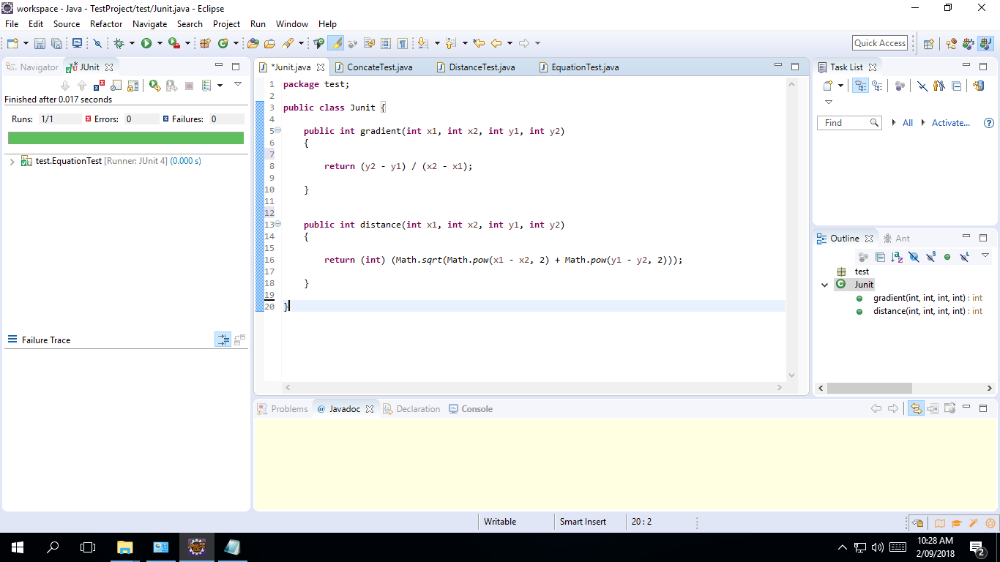 workspace - Java - TestProject/test/Junit.java - Eclipse
File Edit Source Refactor Navigate Search Project Run Window Help
Quick Access
Navigator JUnit
Finished after 0.017 seconds
Runs: 1/1 Errors: 0 Failures: 0
test.EquationTest [Runner: JUnit 4] (0.000 s)
Failure Trace
*Junit.java ConcateTest.java DistanceTest.java EquationTest.java
1 package test;
2
3 public class Junit {
4
5 public int gradient(int x1, int x2, int y1, int y2)
6 {
7
8 return (y2 - y1) / (x2 - x1);
9
10 }
11
12
13 public int distance(int x1, int x2, int y1, int y2)
14 {
15
16 return (int) (Math.sqrt(Math.pow(x1 - x2, 2) + Math.pow(y1 - y2, 2)));
17
18 }
19
20 }
Task List
Find All Activate...
Outline Ant
test
Junit
gradient(int, int, int, int) : int
distance(int, int, int, int) : int
Problems @ Javadoc Declaration Console
Writable Smart Insert 20 : 2
10:28 AM
2/09/2018
2